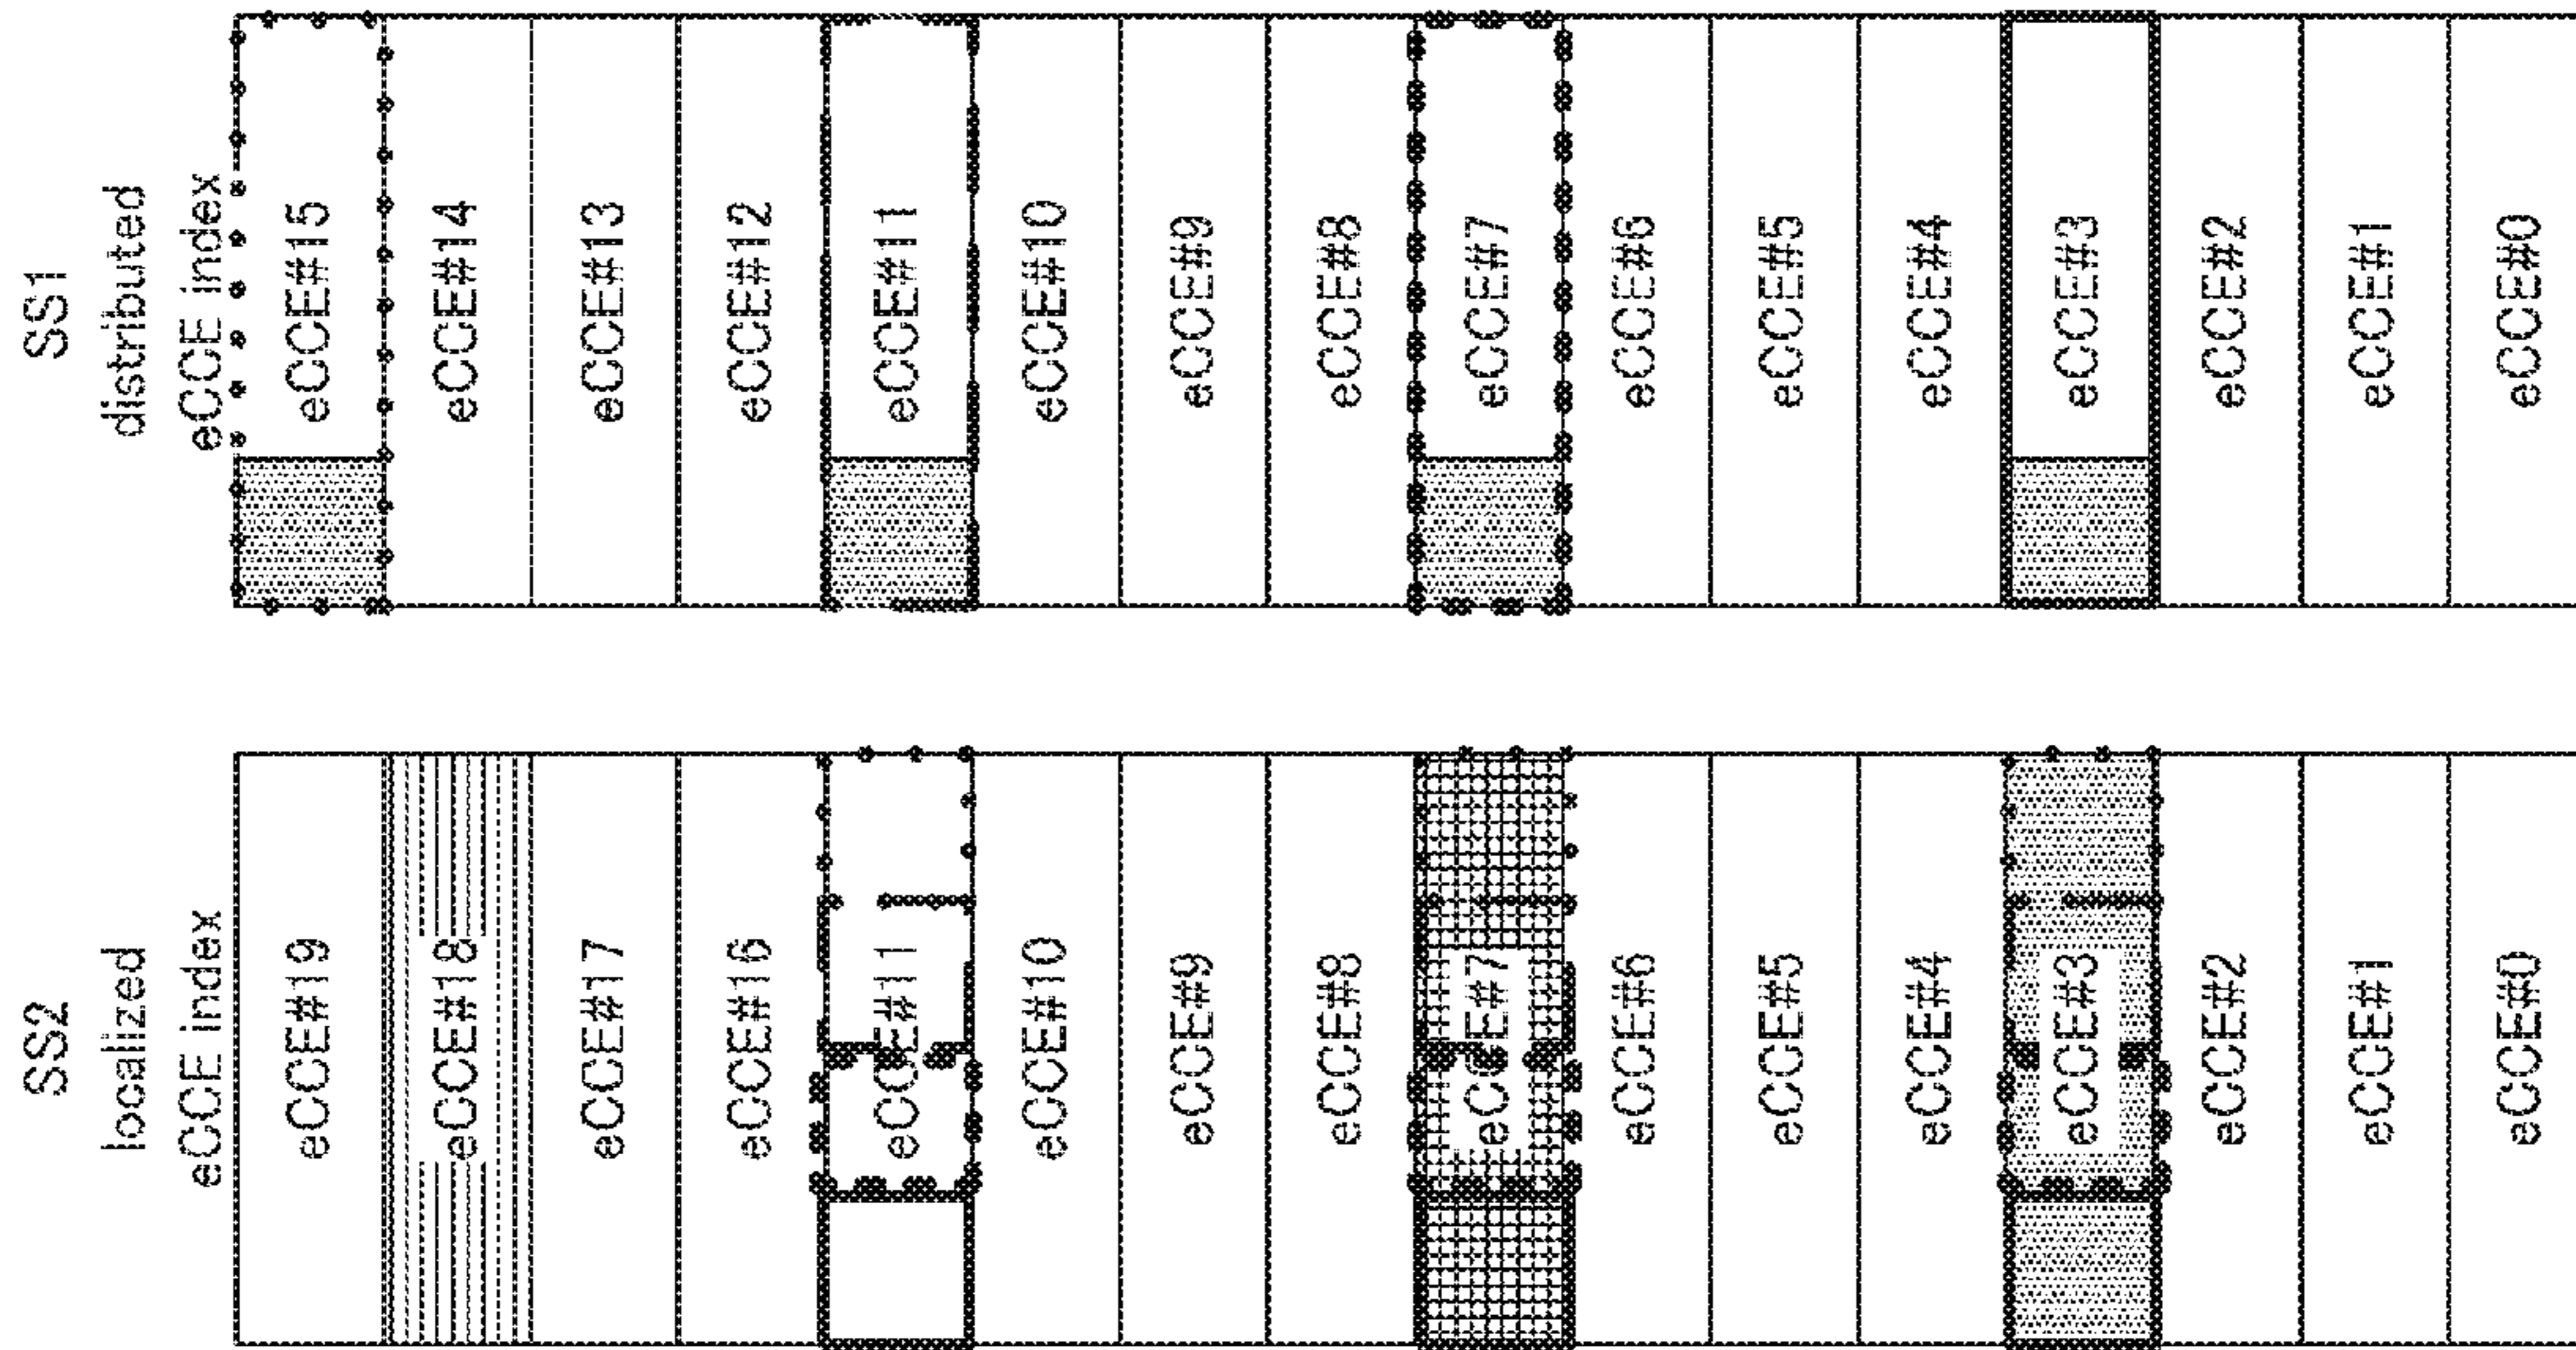 SS1
distributed
eCCE index
eCCE#15
eCCE#14
eCCE#13
eCCE#12
eCCE#11
eCCE#10
eCCE#9
eCCE#8
eCCE#7
eCCE#6
eCCE#5
eCCE#4
eCCE#3
eCCE#2
eCCE#1
eCCE#0
SS2
localized
eCCE index
eCCE#19
eCCE#18
eCCE#17
eCCE#16
eCCE#11
eCCE#10
eCCE#9
eCCE#8
eCCE#7
eCCE#6
eCCE#5
eCCE#4
eCCE#3
eCCE#2
eCCE#1
eCCE#0